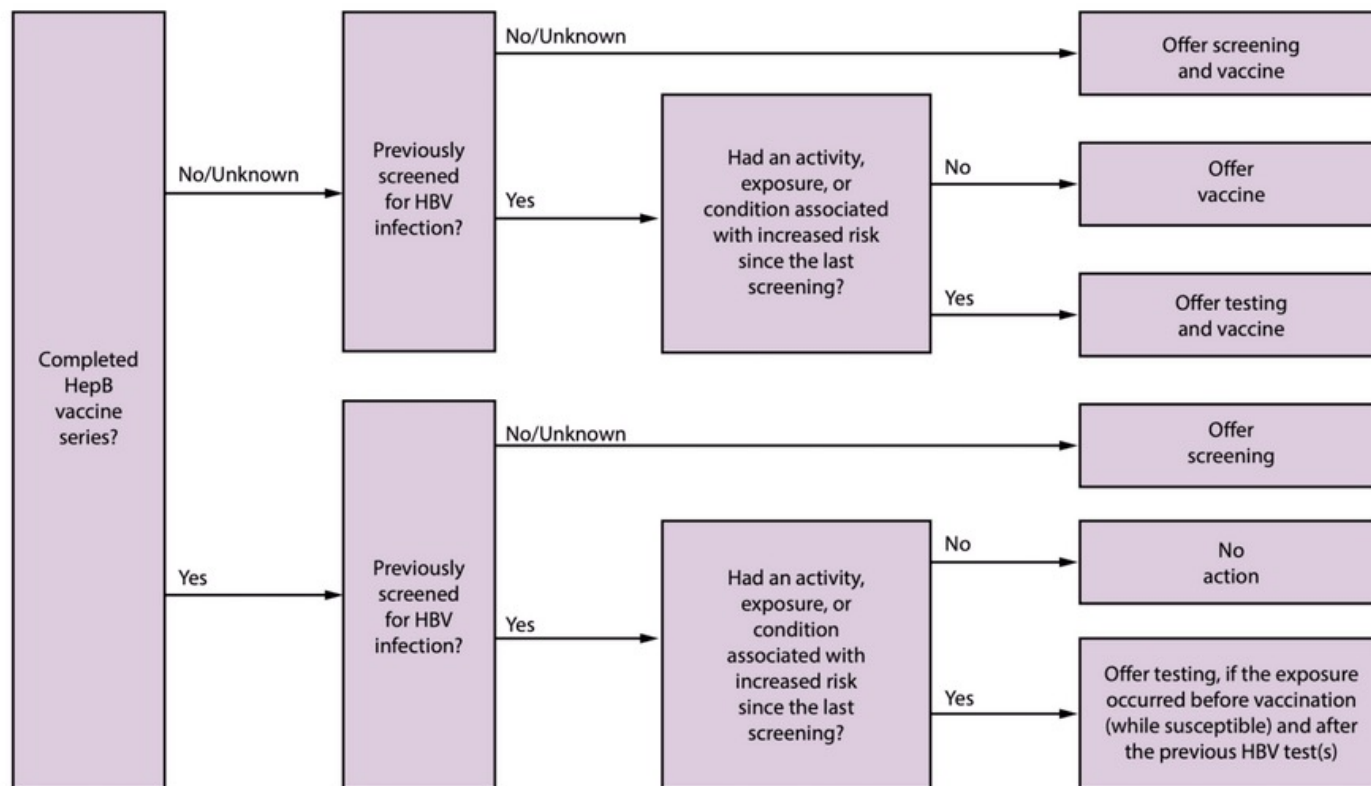 Completed
HepB
vaccine
series?
No/Unknown
Previously
screened
for HBV
infection?
No/Unknown
Offer screening
and vaccine
Yes
Had an activity,
exposure, or
condition associated
with increased risk
since the last
screening?
No
Offer
vaccine
Yes
Offer testing
and vaccine
Yes
Previously
screened
for HBV
infection?
No/Unknown
Offer
screening
Yes
Had an activity,
exposure, or
condition
associated with
increased risk
since the last
screening?
No
No
action
Yes
Offer testing, if the exposure
occurred before vaccination
(while susceptible) and after
the previous HBV test(s)